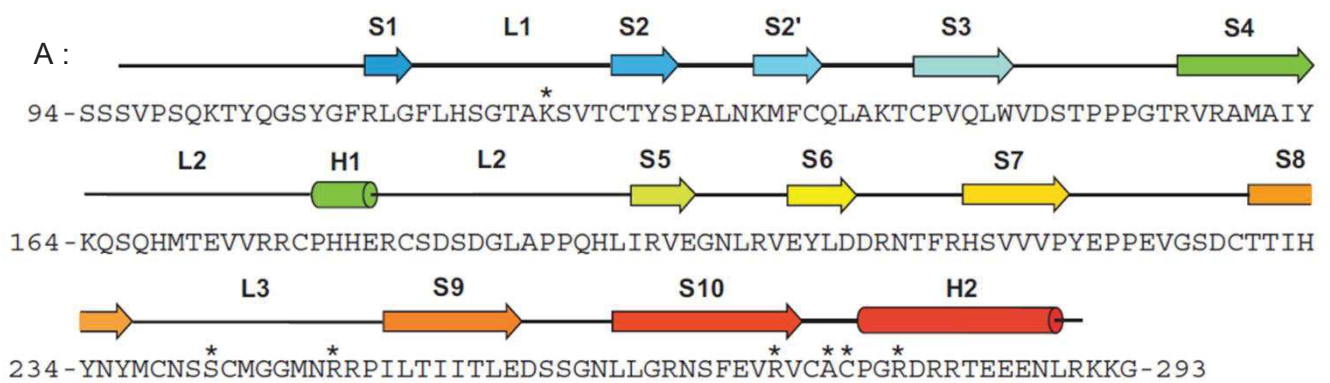 S1 L1 S2 S2' S3 S4
A :
*
94-SSSVPSQKTYQGSYGFRLGFLHSGTAKSVTCTYSPALNKMFCQLAKTCPVQLWVDSTPPPGTRVRAMAIY
L2 H1 L2 S5 S6 S7 S8
164-KQSQHMTEVVRRCPHHERCSDSDGLAPPQHLIRVEGNLRVEYLDDRNTFRHSVVVPYEPPEVGSDCTTIH
L3 S9 S10 H2
* * * * * *
234-YNYMCNSSCMGGMNRRPILTIITLEDSSGNLLGRNSFEVRVCACPGRDRRTEEENLRKKG-293